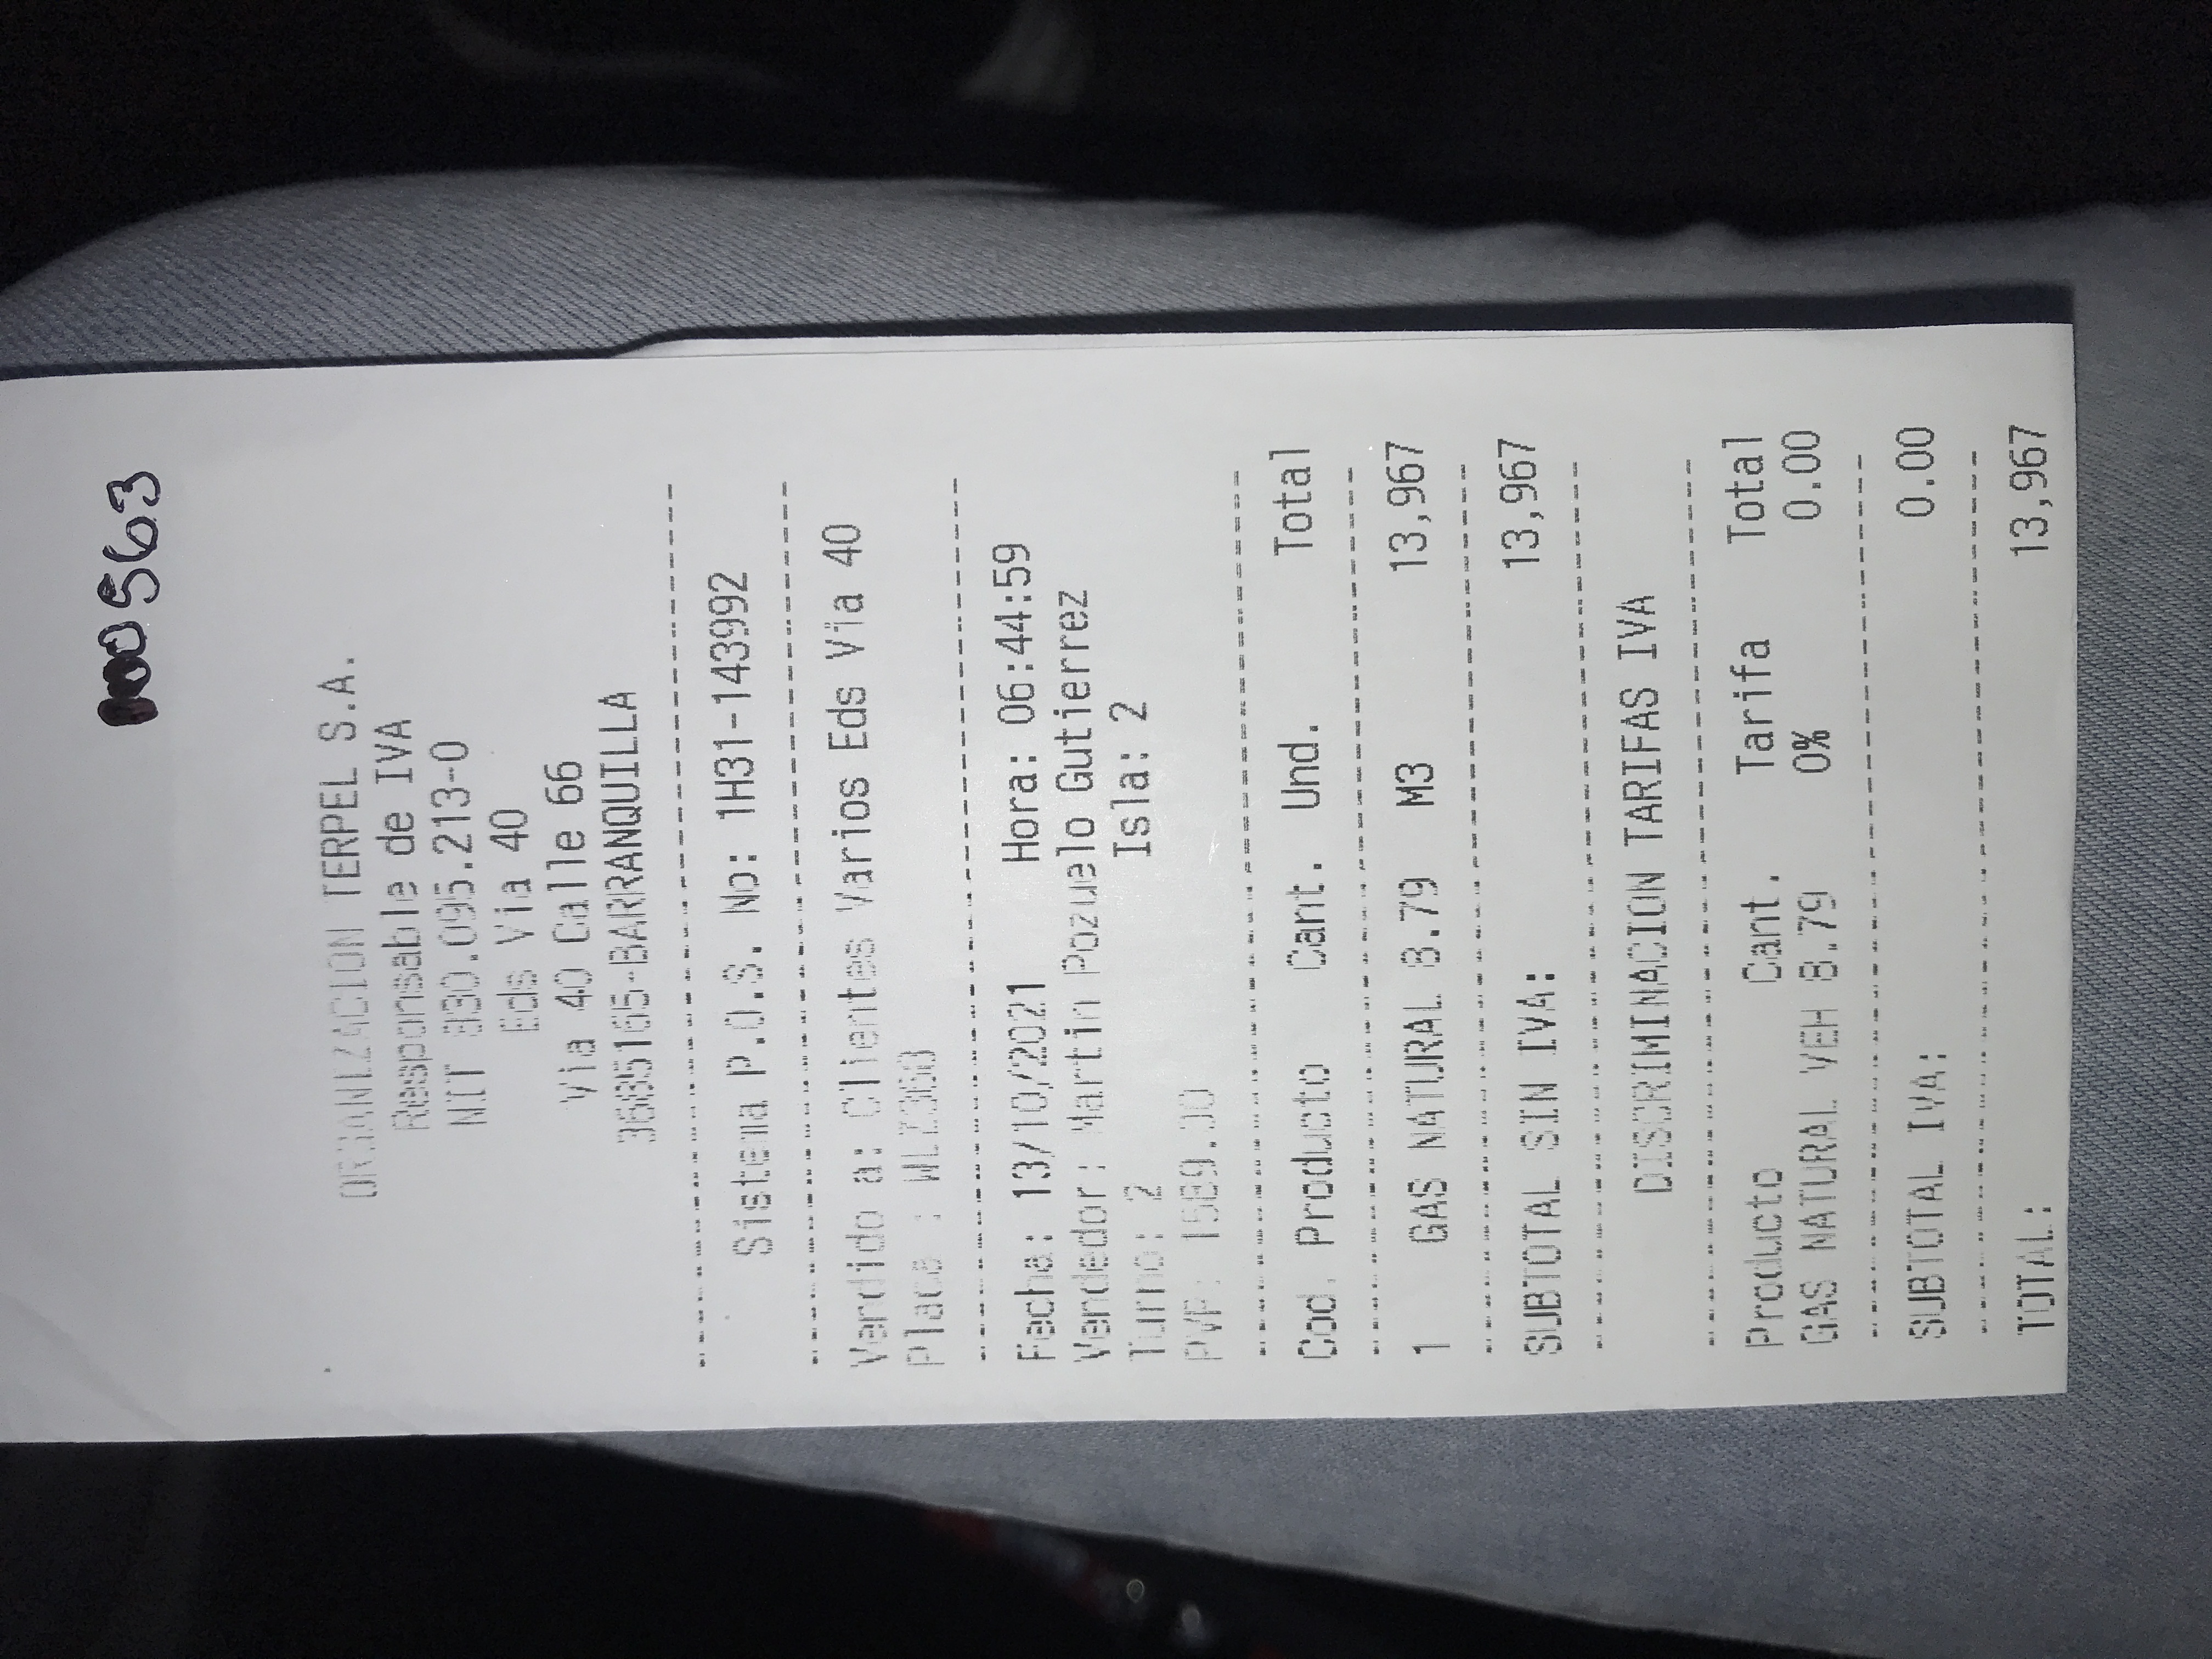 00563
ORGANIZACION TERPEL S.A.
Responsable de IVA
NIT 830.095.213-0
Eds Via 40
Via 40 Calle 66
3685165-BARRANQUILLA
Sistema P.O.S. No: 1H31-143992
Vendido a: Clientes Varios Eds Via 40
Placa :
Fecha: 13/10/2021 Hora: 06:44:59
Vendedor: Martin Pozuelo Gutierrez
Turno: 2 Isla: 2
PVP: 1589.00
Cod. Producto Cant. Und. Total
1 GAS NATURAL 8.79 M3 13,967
SUBTOTAL SIN IVA: 13,967
DISCRIMINACION TARIFAS IVA
Producto Cant. Tarifa Total
GAS NATURAL VEH 8.79 0% 0.00
SUBTOTAL IVA: 0.00
TOTAL: 13,967